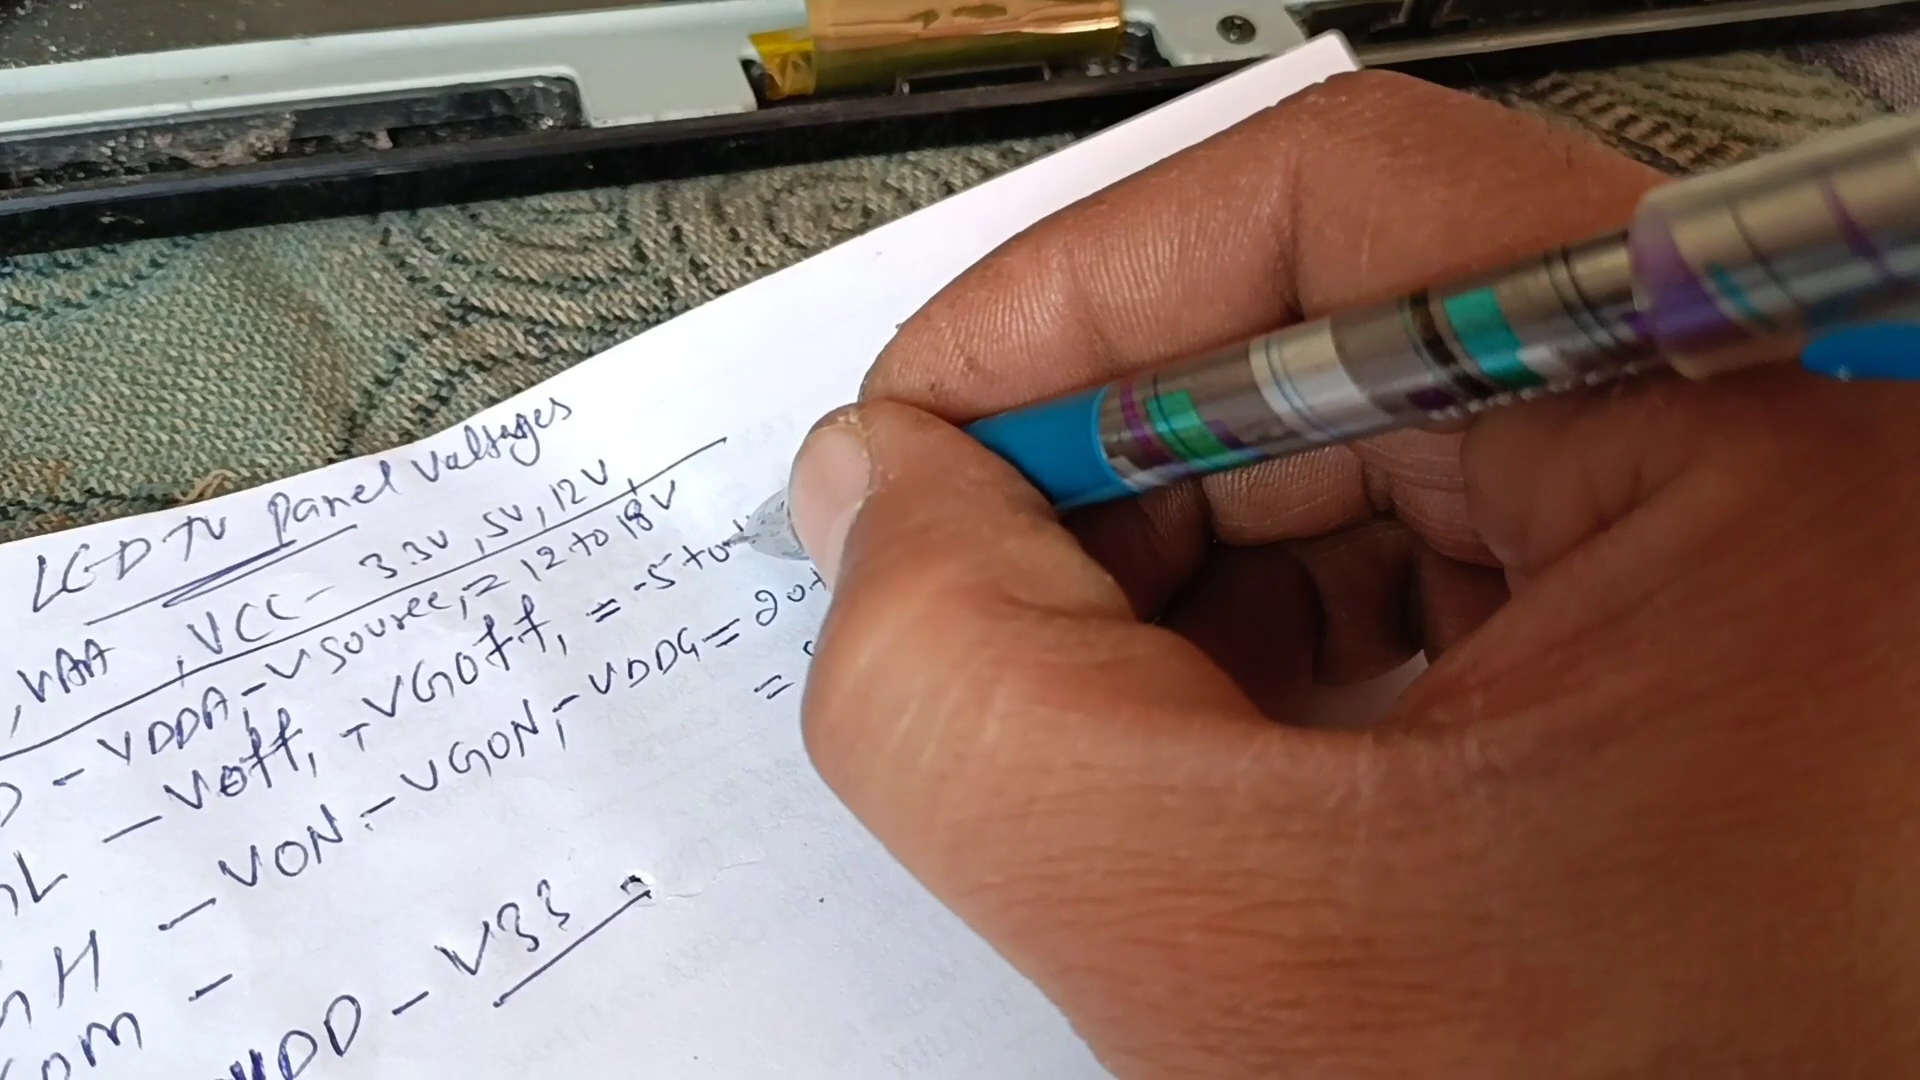 LCD TV Panel Valtages
, VAA , VCC - 3.3V, 5V, 12V
D - VDDA, - V source, = 12 to 18V
L - Voff, - VGOff, = -5 to
H - VON - VGON, - VDDG = 20
com - =
VDD - V33